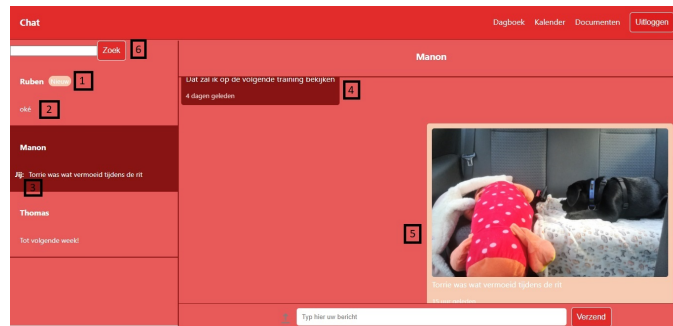 Chat Dagboek Kalender Documenten Uitloggen
Zoek 6
Manon
Ruben Nieuw 1
oké 2
Dat zal ik op de volgende training bekijken
4 dagen geleden 4
Manon
Jij: Torrie was wat vermoeid tijdens de rit
3
Thomas
Tot volgende week!
5
Torrie was wat vermoeid tijdens de rit
Typ hier uw bericht Verzend